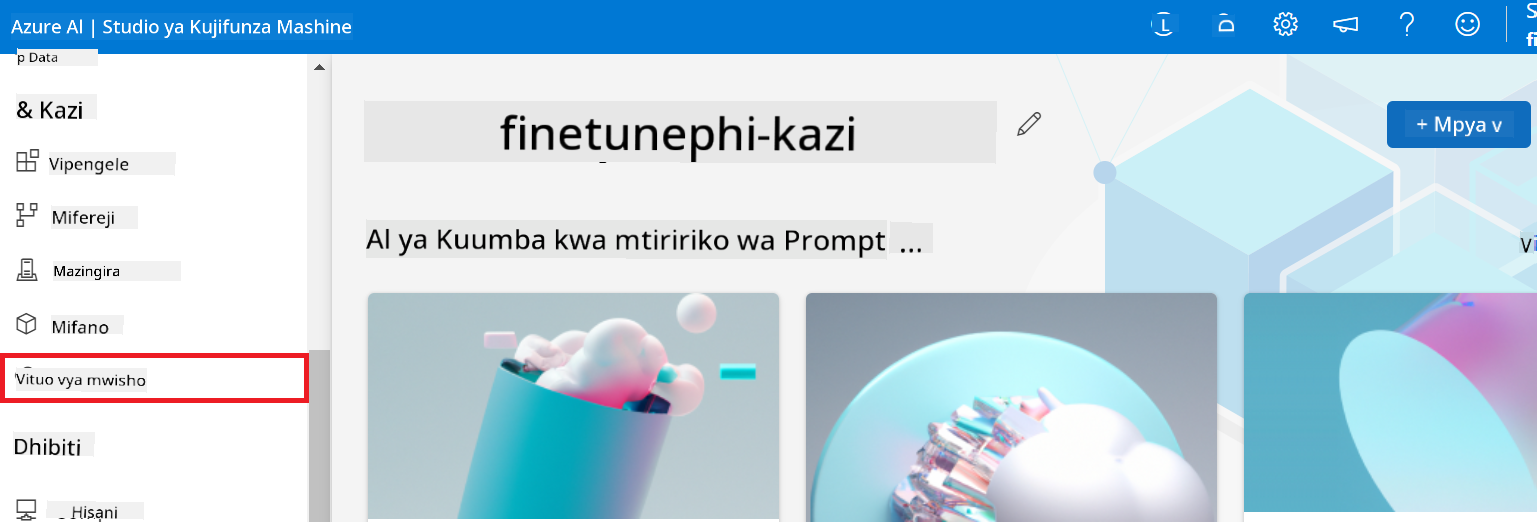 Azure AI | Studio ya Kujifunza Mashine
p Data
& Kazi
Vipengele
Mifereji
Mazingira
Mifano
Vituo vya mwisho
Dhibiti
Hisani
finetunephi-kazi
+ Mpya v
AI ya Kuumba kwa mtiririko wa Prompt ...